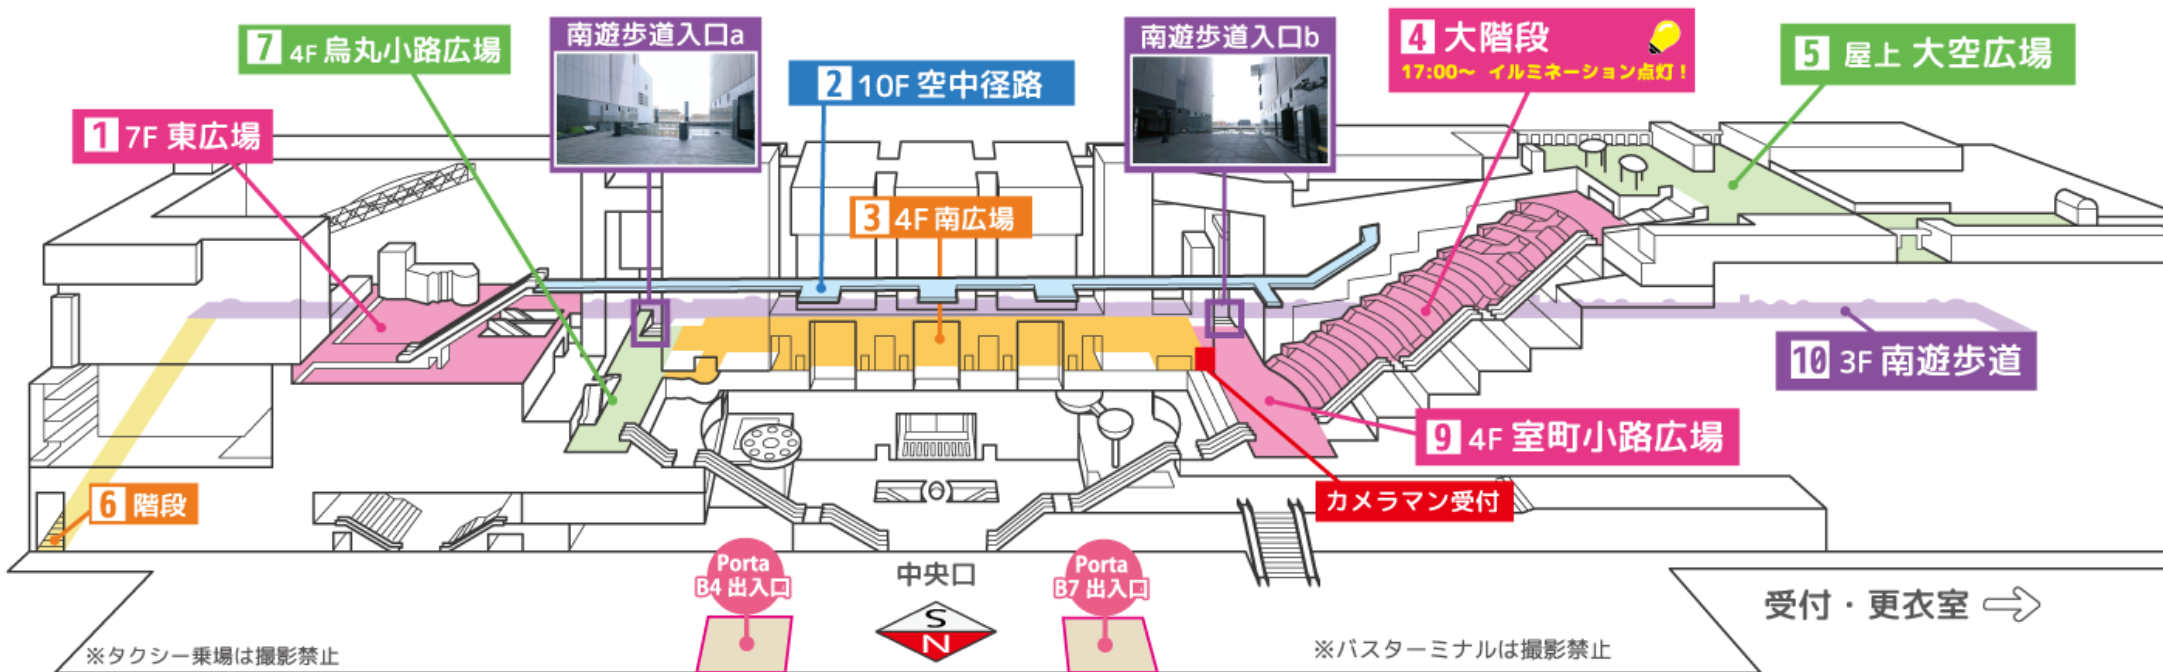 南遊歩道入口a
南遊歩道入口b
4 大階段
17:00～ イルミネーション点灯！
7 4F 烏丸小路広場
5 屋上 大空広場
2 10F 空中径路
1 7F 東広場
3 4F 南広場
10 3F 南遊歩道
9 4F 室町小路広場
カメラマン受付
6 階段
Porta
B4 出入口
中央口
Porta
B7 出入口
S
N
受付・更衣室
※タクシー乗場は撮影禁止
※バスターミナルは撮影禁止